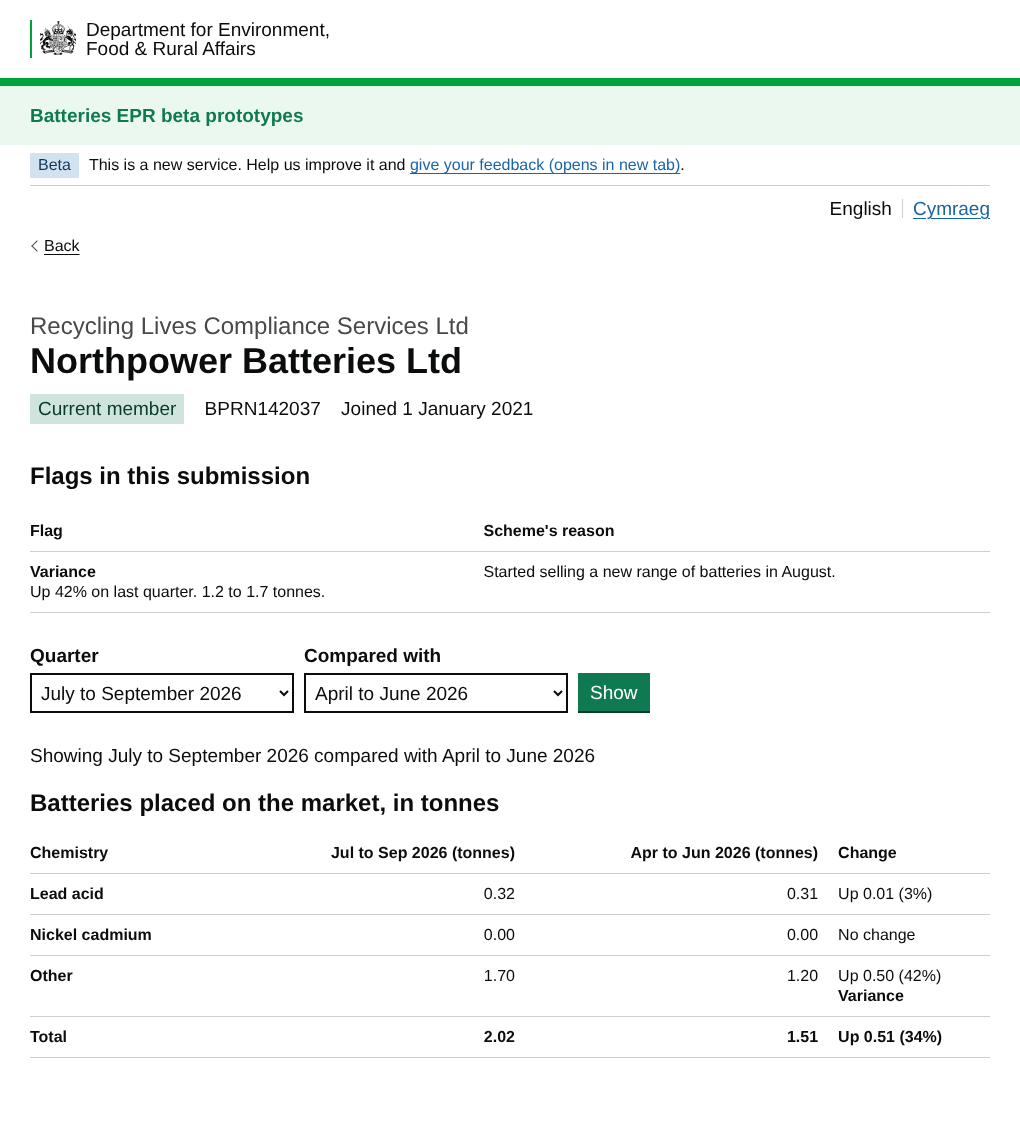 Department for Environment,
Food & Rural Affairs
Batteries EPR beta prototypes
Beta This is a new service. Help us improve it and give your feedback (opens in new tab).
English Cymraeg
Back
Recycling Lives Compliance Services Ltd
Northpower Batteries Ltd
Current member BPRN142037 Joined 1 January 2021
Flags in this submission
Flag Scheme's reason
Variance Started selling a new range of batteries in August.
Up 42% on last quarter. 1.2 to 1.7 tonnes.
Quarter Compared with
July to September 2026 April to June 2026 Show
Showing July to September 2026 compared with April to June 2026
Batteries placed on the market, in tonnes
Chemistry Jul to Sep 2026 (tonnes) Apr to Jun 2026 (tonnes) Change
Lead acid 0.32 0.31 Up 0.01 (3%)
Nickel cadmium 0.00 0.00 No change
Other 1.70 1.20 Up 0.50 (42%)
Variance
Total 2.02 1.51 Up 0.51 (34%)